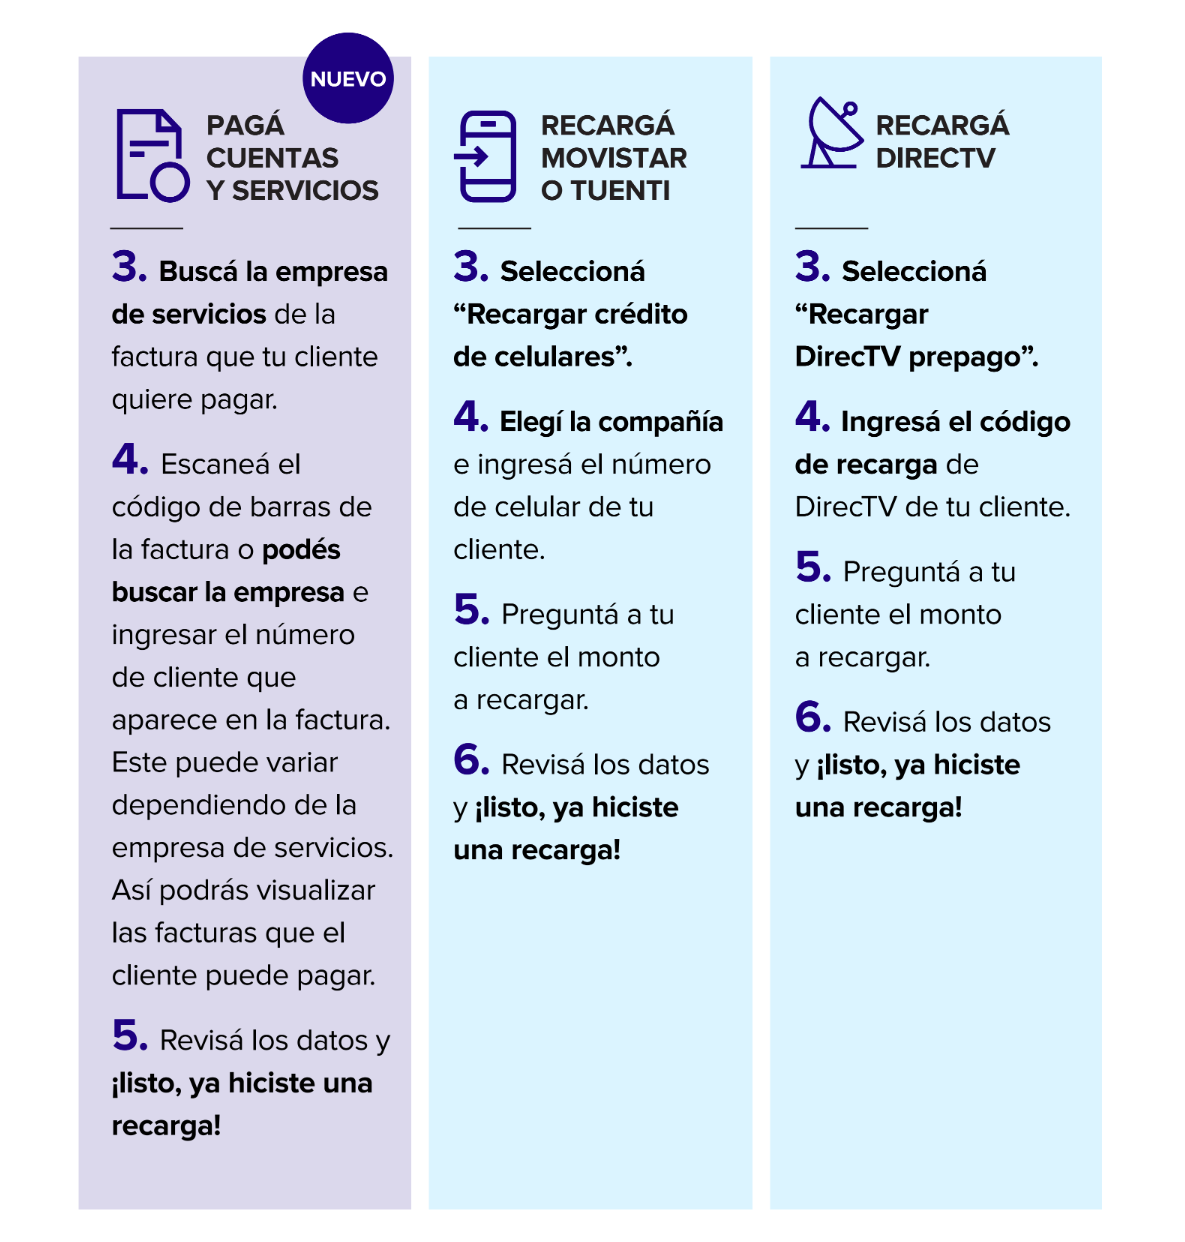 NUEVO
PAGÁ
CUENTAS
Y SERVICIOS
3. Buscá la empresa
de servicios de la
factura que tu cliente
quiere pagar.
4. Escaneá el
código de barras de
la factura o podés
buscar la empresa e
ingresar el número
de cliente que
aparece en la factura.
Este puede variar
dependiendo de la
empresa de servicios.
Así podrás visualizar
las facturas que el
cliente puede pagar.
5. Revisá los datos y
¡listo, ya hiciste una
recarga!
RECARGÁ
MOVISTAR
O TUENTI
3. Seleccioná
“Recargar crédito
de celulares”.
4. Elegí la compañía
e ingresá el número
de celular de tu
cliente.
5. Preguntá a tu
cliente el monto
a recargar.
6. Revisá los datos
y ¡listo, ya hiciste
una recarga!
RECARGÁ
DIRECTV
3. Seleccioná
“Recargar
DirecTV prepago”.
4. Ingresá el código
de recarga de
DirecTV de tu cliente.
5. Preguntá a tu
cliente el monto
a recargar.
6. Revisá los datos
y ¡listo, ya hiciste
una recarga!